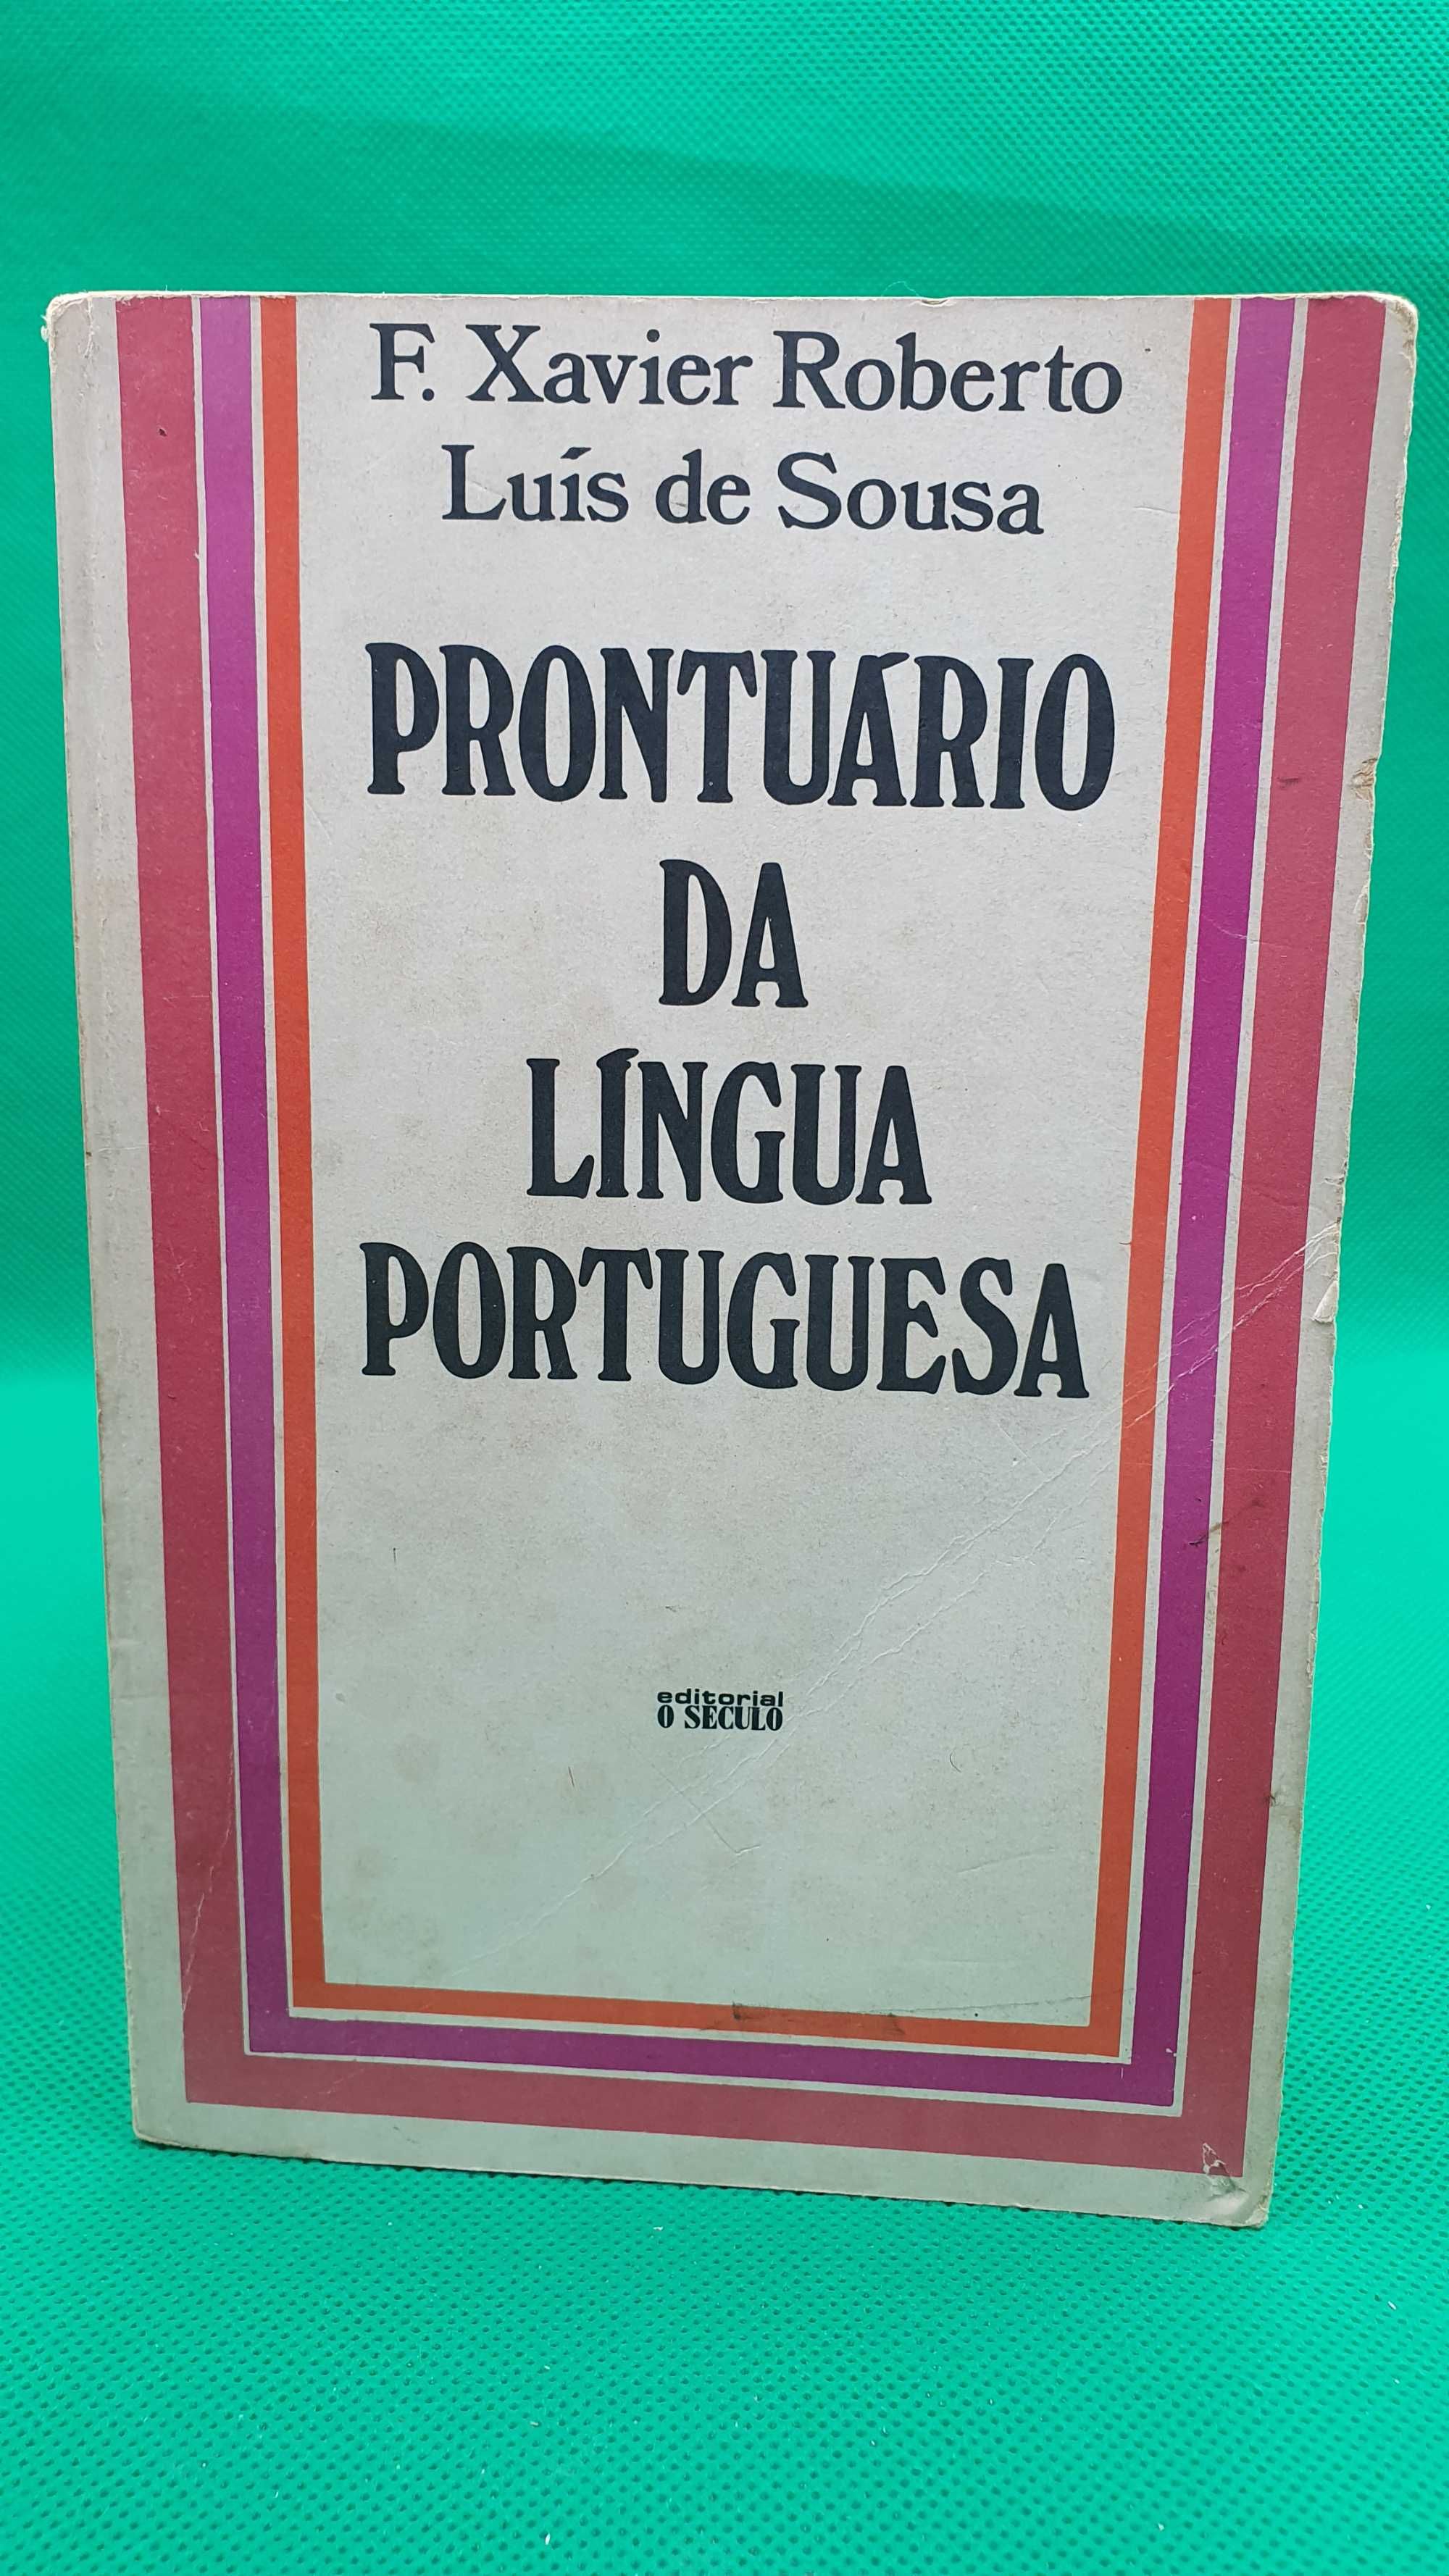 F. Xavier Roberto
Luís de Sousa
PRONTUÁRIO
DA
LÍNGUA
PORTUGUESA
editorial
O SÉCULO